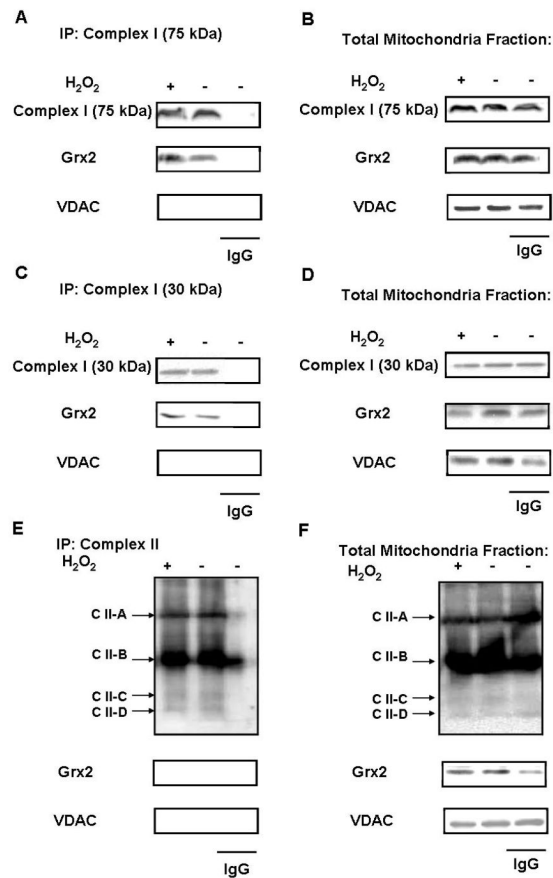 A
IP: Complex I (75 kDa)
H₂O₂ + - -
Complex I (75 kDa)
Grx2
VDAC
IgG
B
Total Mitochondria Fraction:
H₂O₂ + - -
Complex I (75 kDa)
Grx2
VDAC
IgG
C
IP: Complex I (30 kDa)
H₂O₂ + - -
Complex I (30 kDa)
Grx2
VDAC
IgG
D
Total Mitochondria Fraction:
H₂O₂ + - -
Complex I (30 kDa)
Grx2
VDAC
IgG
E
IP: Complex II
H₂O₂ + - -
C II-A
C II-B
C II-C
C II-D
Grx2
VDAC
IgG
F
Total Mitochondria Fraction:
H₂O₂ + - -
C II-A
C II-B
C II-C
C II-D
Grx2
VDAC
IgG